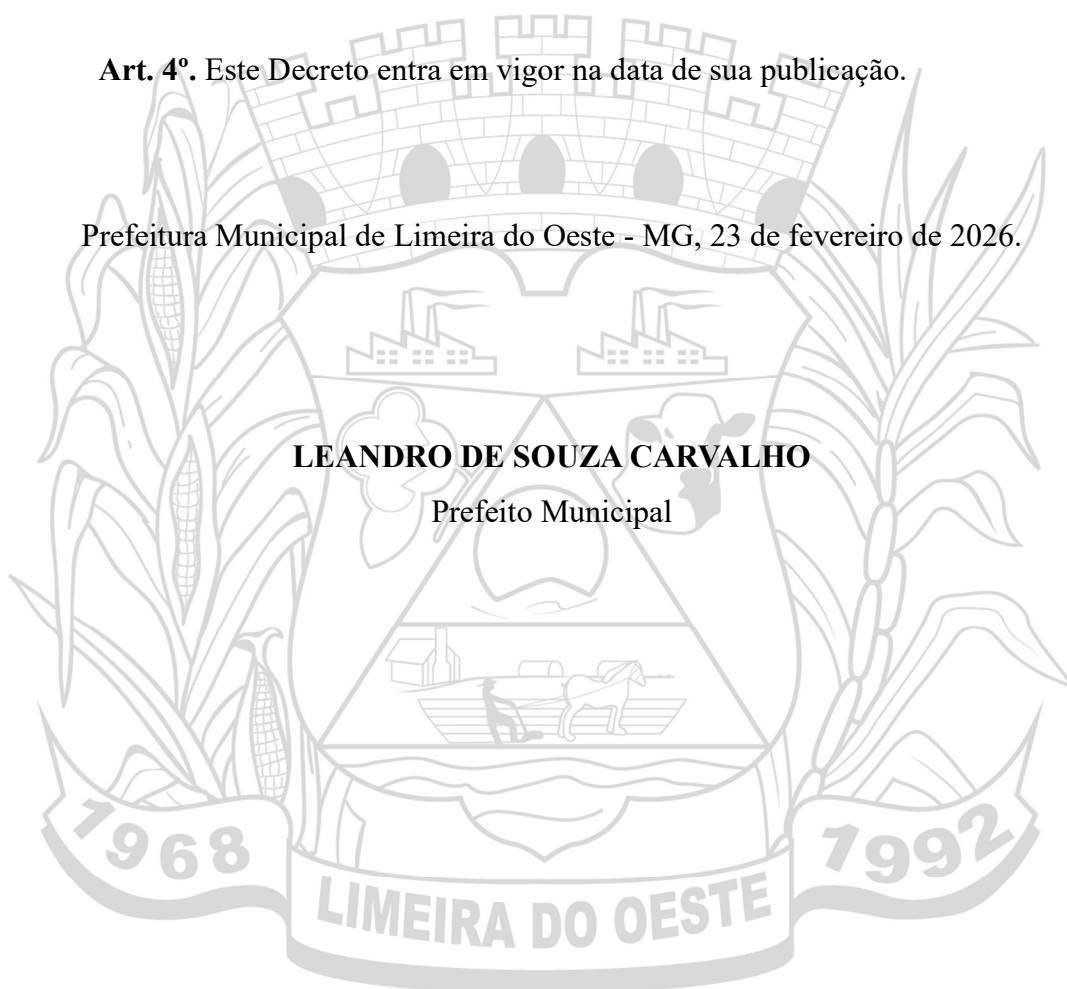 Art. 4º. Este Decreto entra em vigor na data de sua publicação.
Prefeitura Municipal de Limeira do Oeste - MG, 23 de fevereiro de 2026.
LEANDRO DE SOUZA CARVALHO
Prefeito Municipal
1968
1992
LIMEIRA DO OESTE